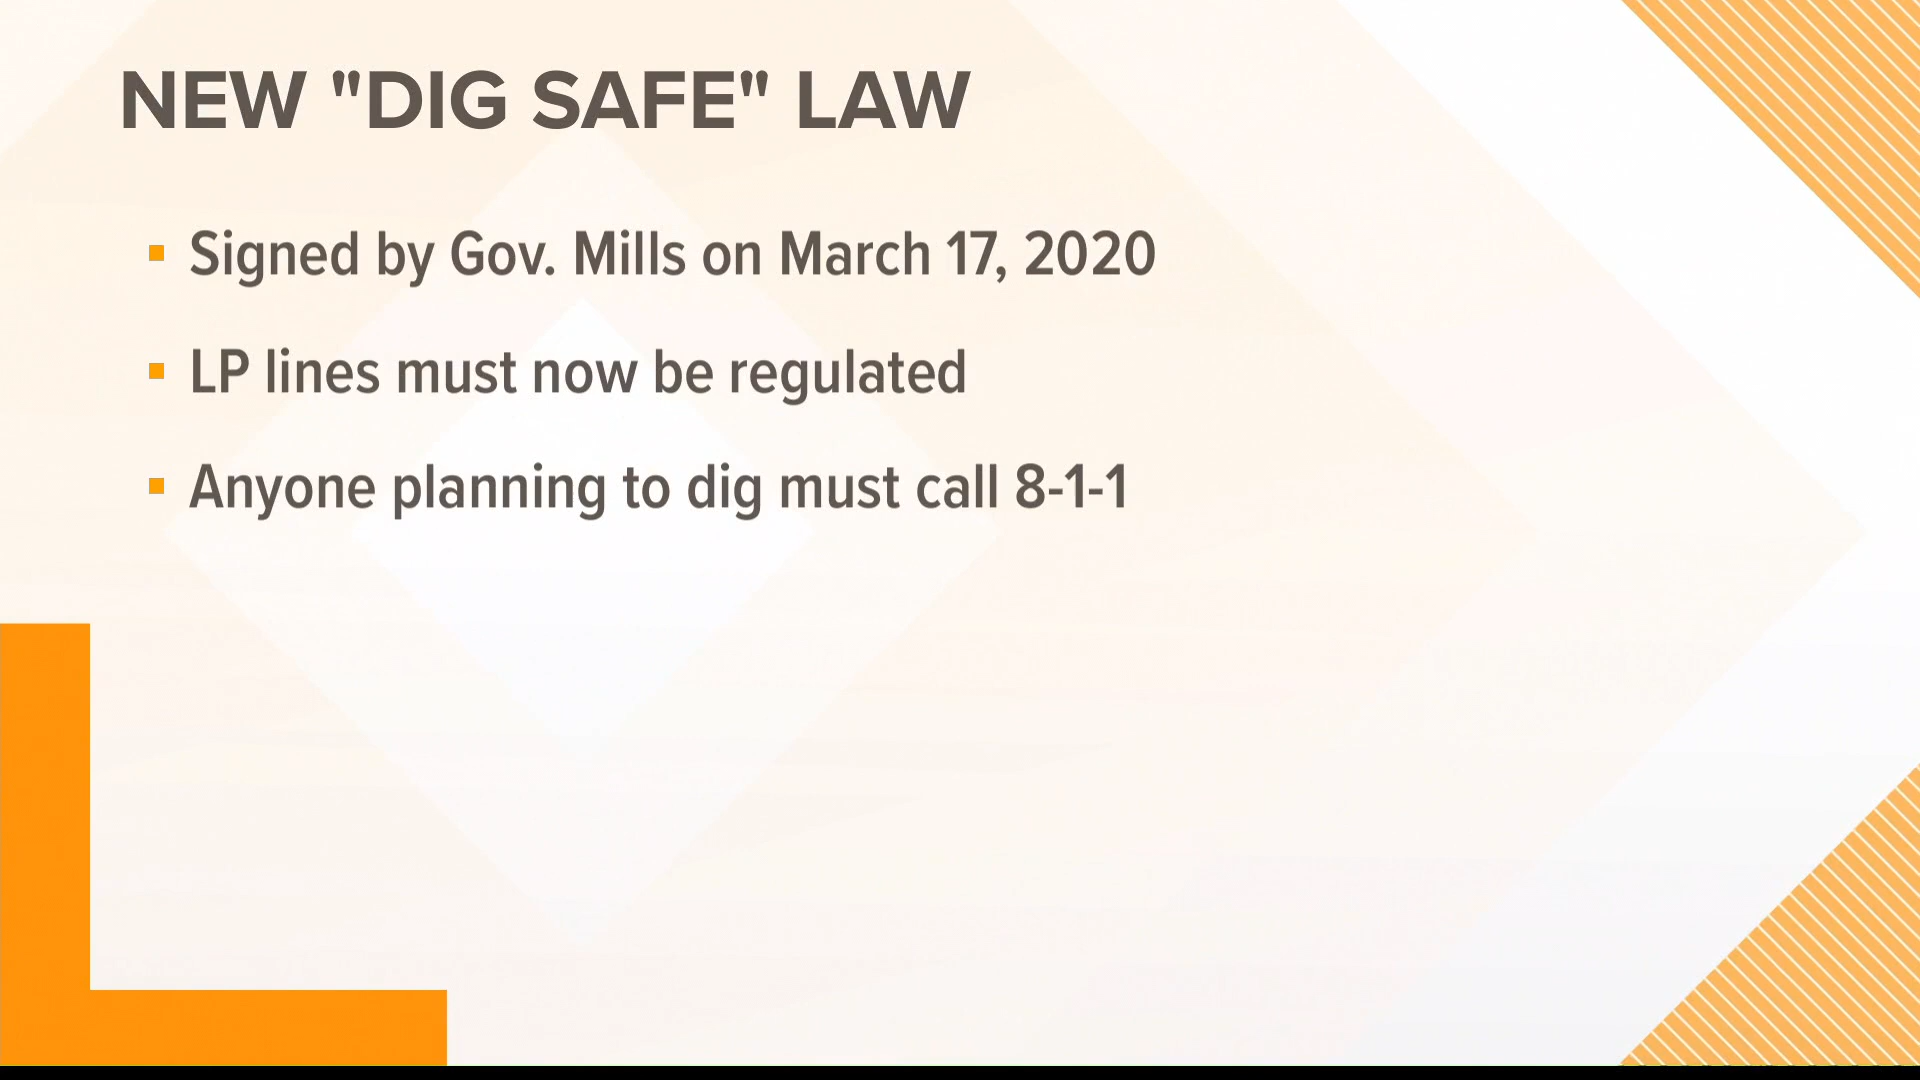 NEW "DIG SAFE" LAW
Signed by Gov. Mills on March 17, 2020
LP lines must now be regulated
Anyone planning to dig must call 8-1-1